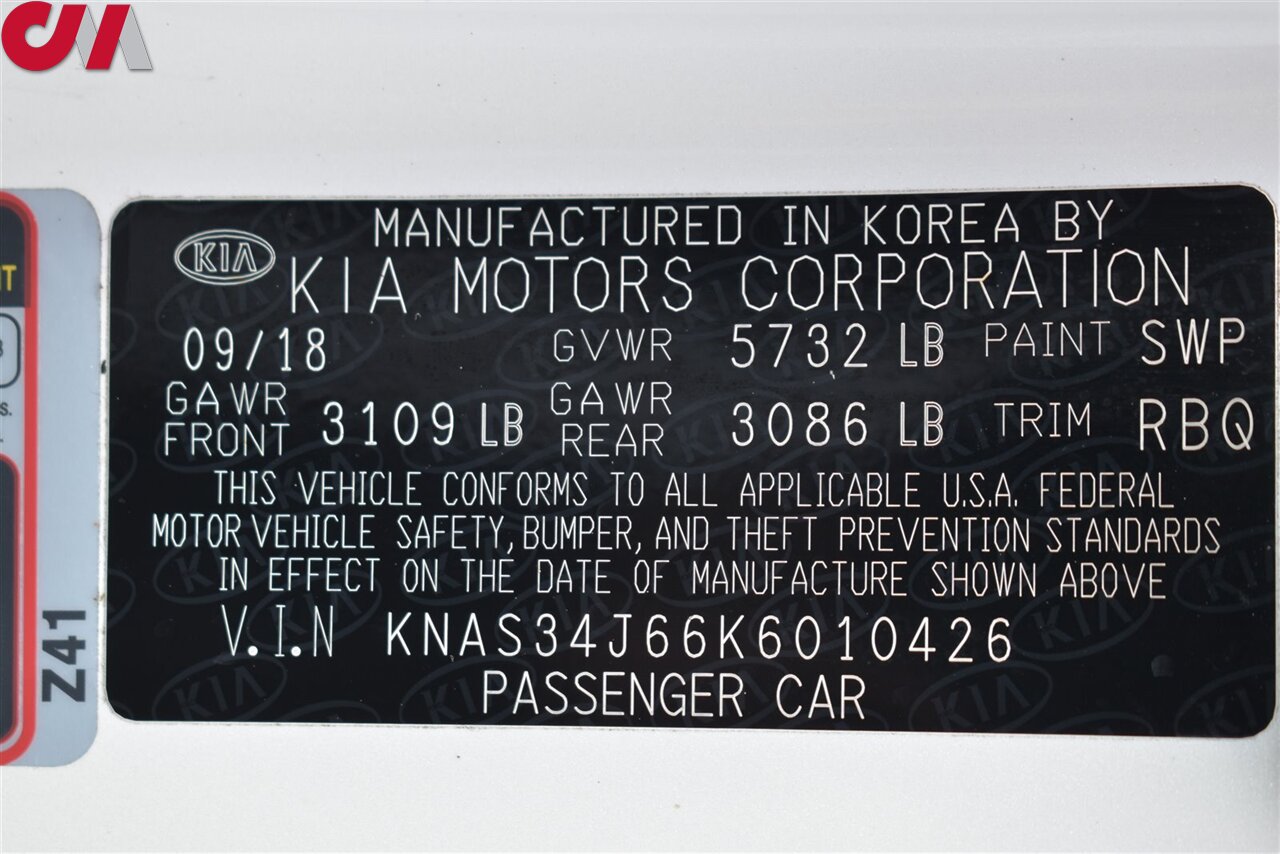 CM
MANUFACTURED IN KOREA BY
KIA
KIA MOTORS CORPORATION
09/18 GVWR 5732 LB PAINT SWP
GAWR FRONT 3109 LB GAWR REAR 3086 LB TRIM RBQ
THIS VEHICLE CONFORMS TO ALL APPLICABLE U.S.A. FEDERAL
MOTOR VEHICLE SAFETY, BUMPER, AND THEFT PREVENTION STANDARDS
IN EFFECT ON THE DATE OF MANUFACTURE SHOWN ABOVE
V.I.N KNAS34J66K6010426
PASSENGER CAR
Z41